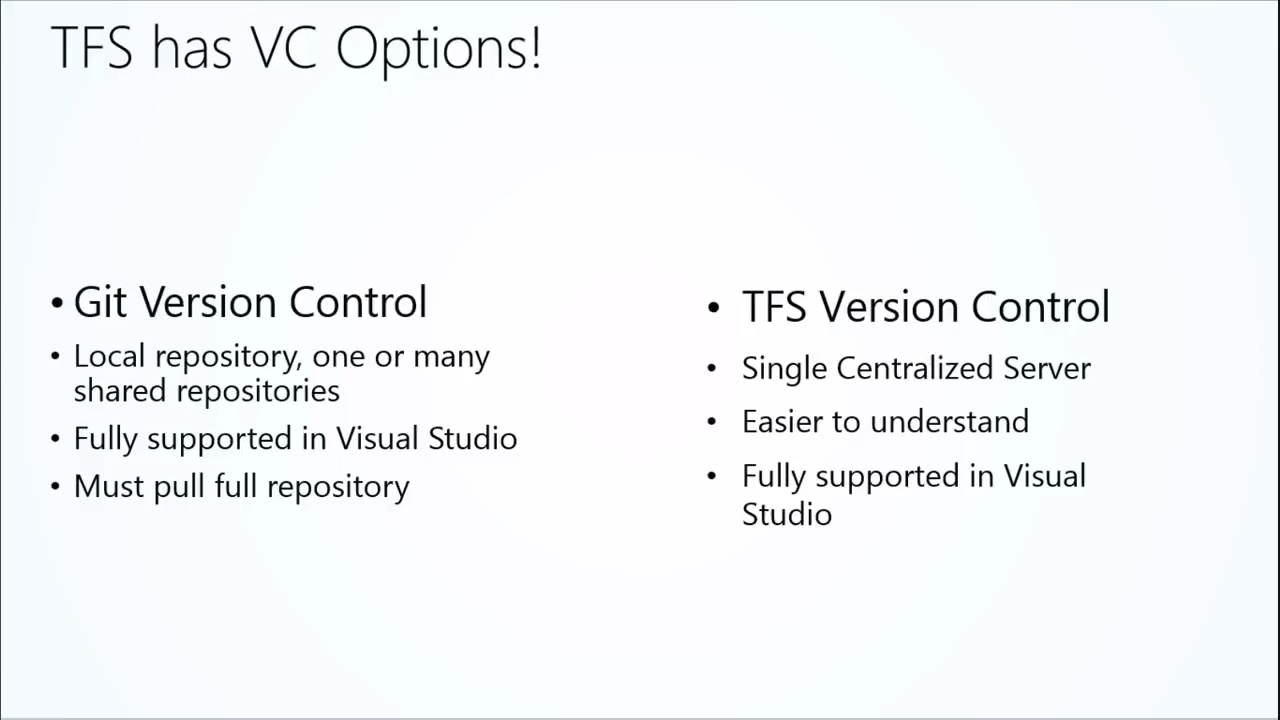 TFS has VC Options!
• Git Version Control
• Local repository, one or many
shared repositories
• Fully supported in Visual Studio
• Must pull full repository
• TFS Version Control
• Single Centralized Server
• Easier to understand
• Fully supported in Visual
Studio